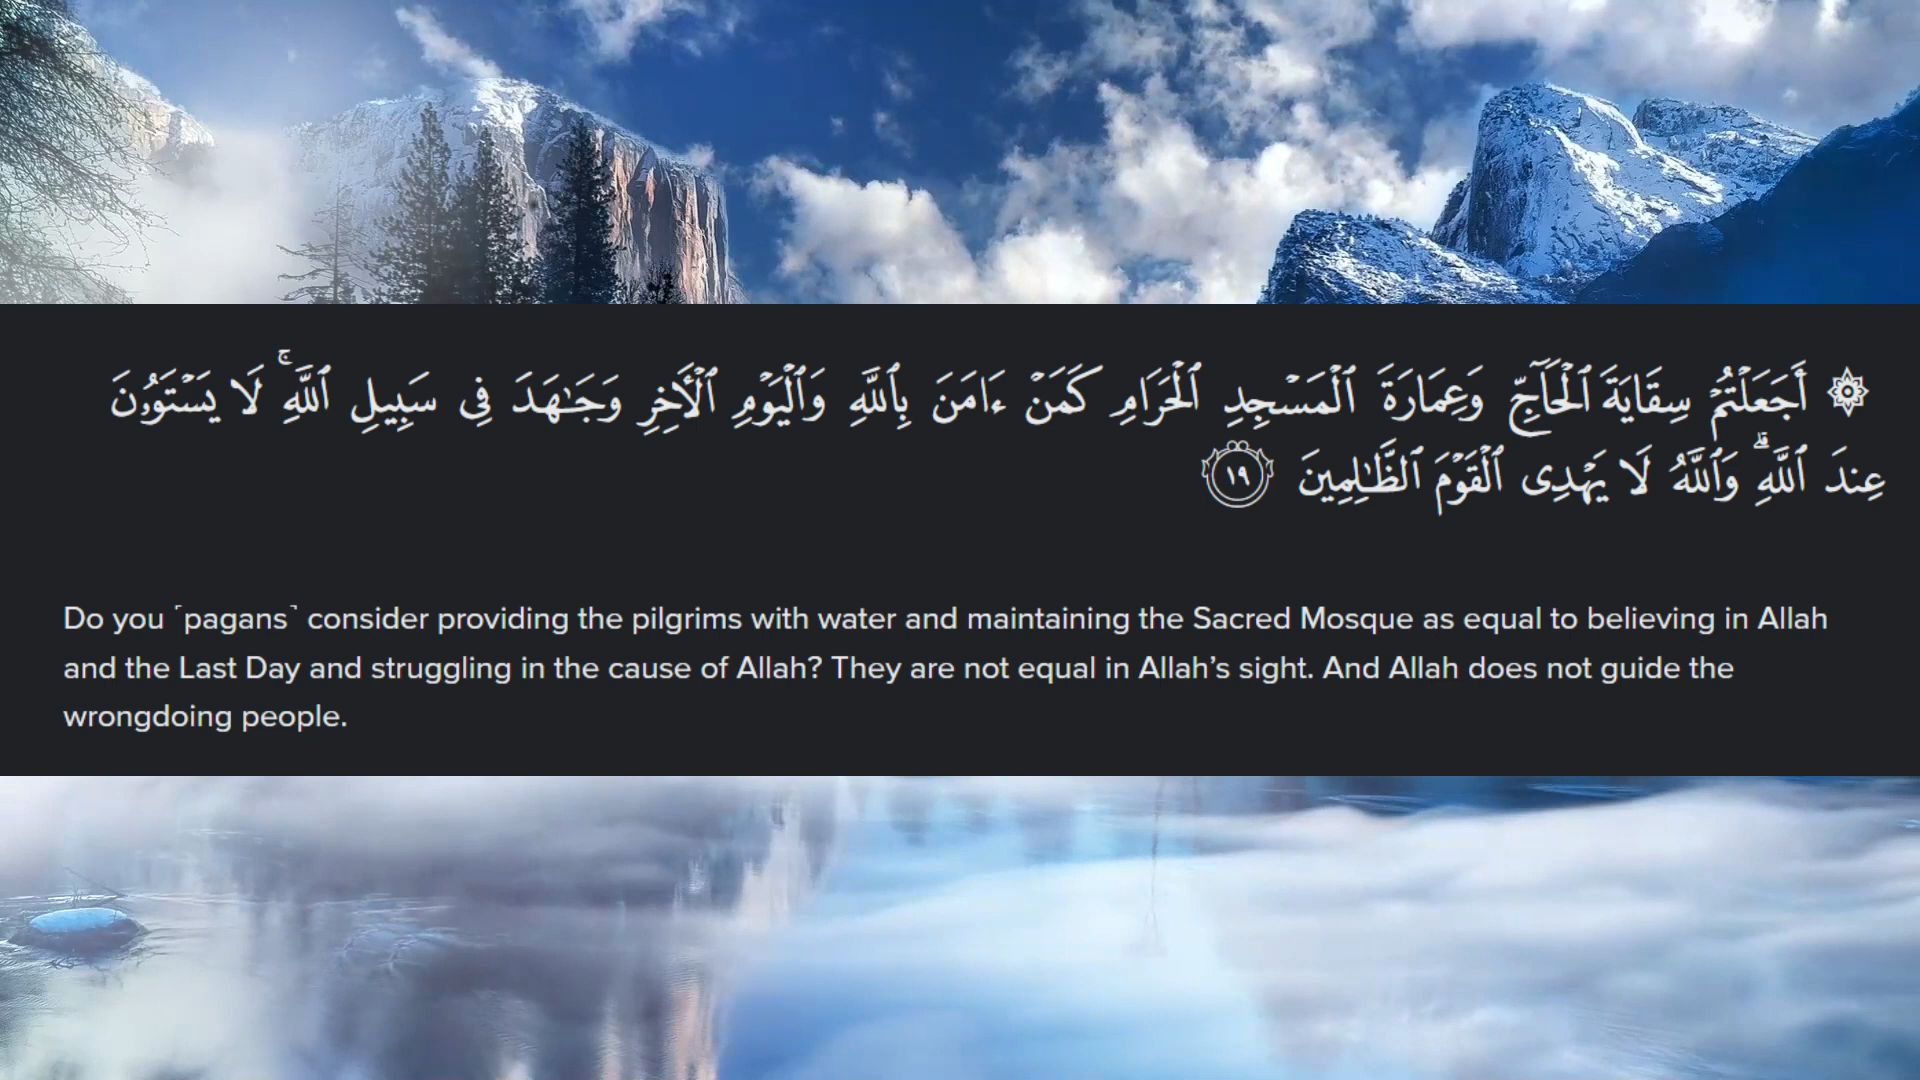 ۞ أَجَعَلْتُمْ سِقَايَةَ ٱلْحَآجِّ وَعِمَارَةَ ٱلْمَسْجِدِ ٱلْحَرَامِ كَمَنْ ءَامَنَ بِٱللَّهِ وَٱلْيَوْمِ ٱلْـَٔاخِرِ وَجَـٰهَدَ فِى سَبِيلِ ٱللَّهِ ۚ لَا يَسْتَوُۥنَ
عِندَ ٱللَّهِ ۗ وَٱللَّهُ لَا يَهْدِى ٱلْقَوْمَ ٱلظَّـٰلِمِينَ ١٩
Do you ˹pagans˺ consider providing the pilgrims with water and maintaining the Sacred Mosque as equal to believing in Allah
and the Last Day and struggling in the cause of Allah? They are not equal in Allah’s sight. And Allah does not guide the
wrongdoing people.